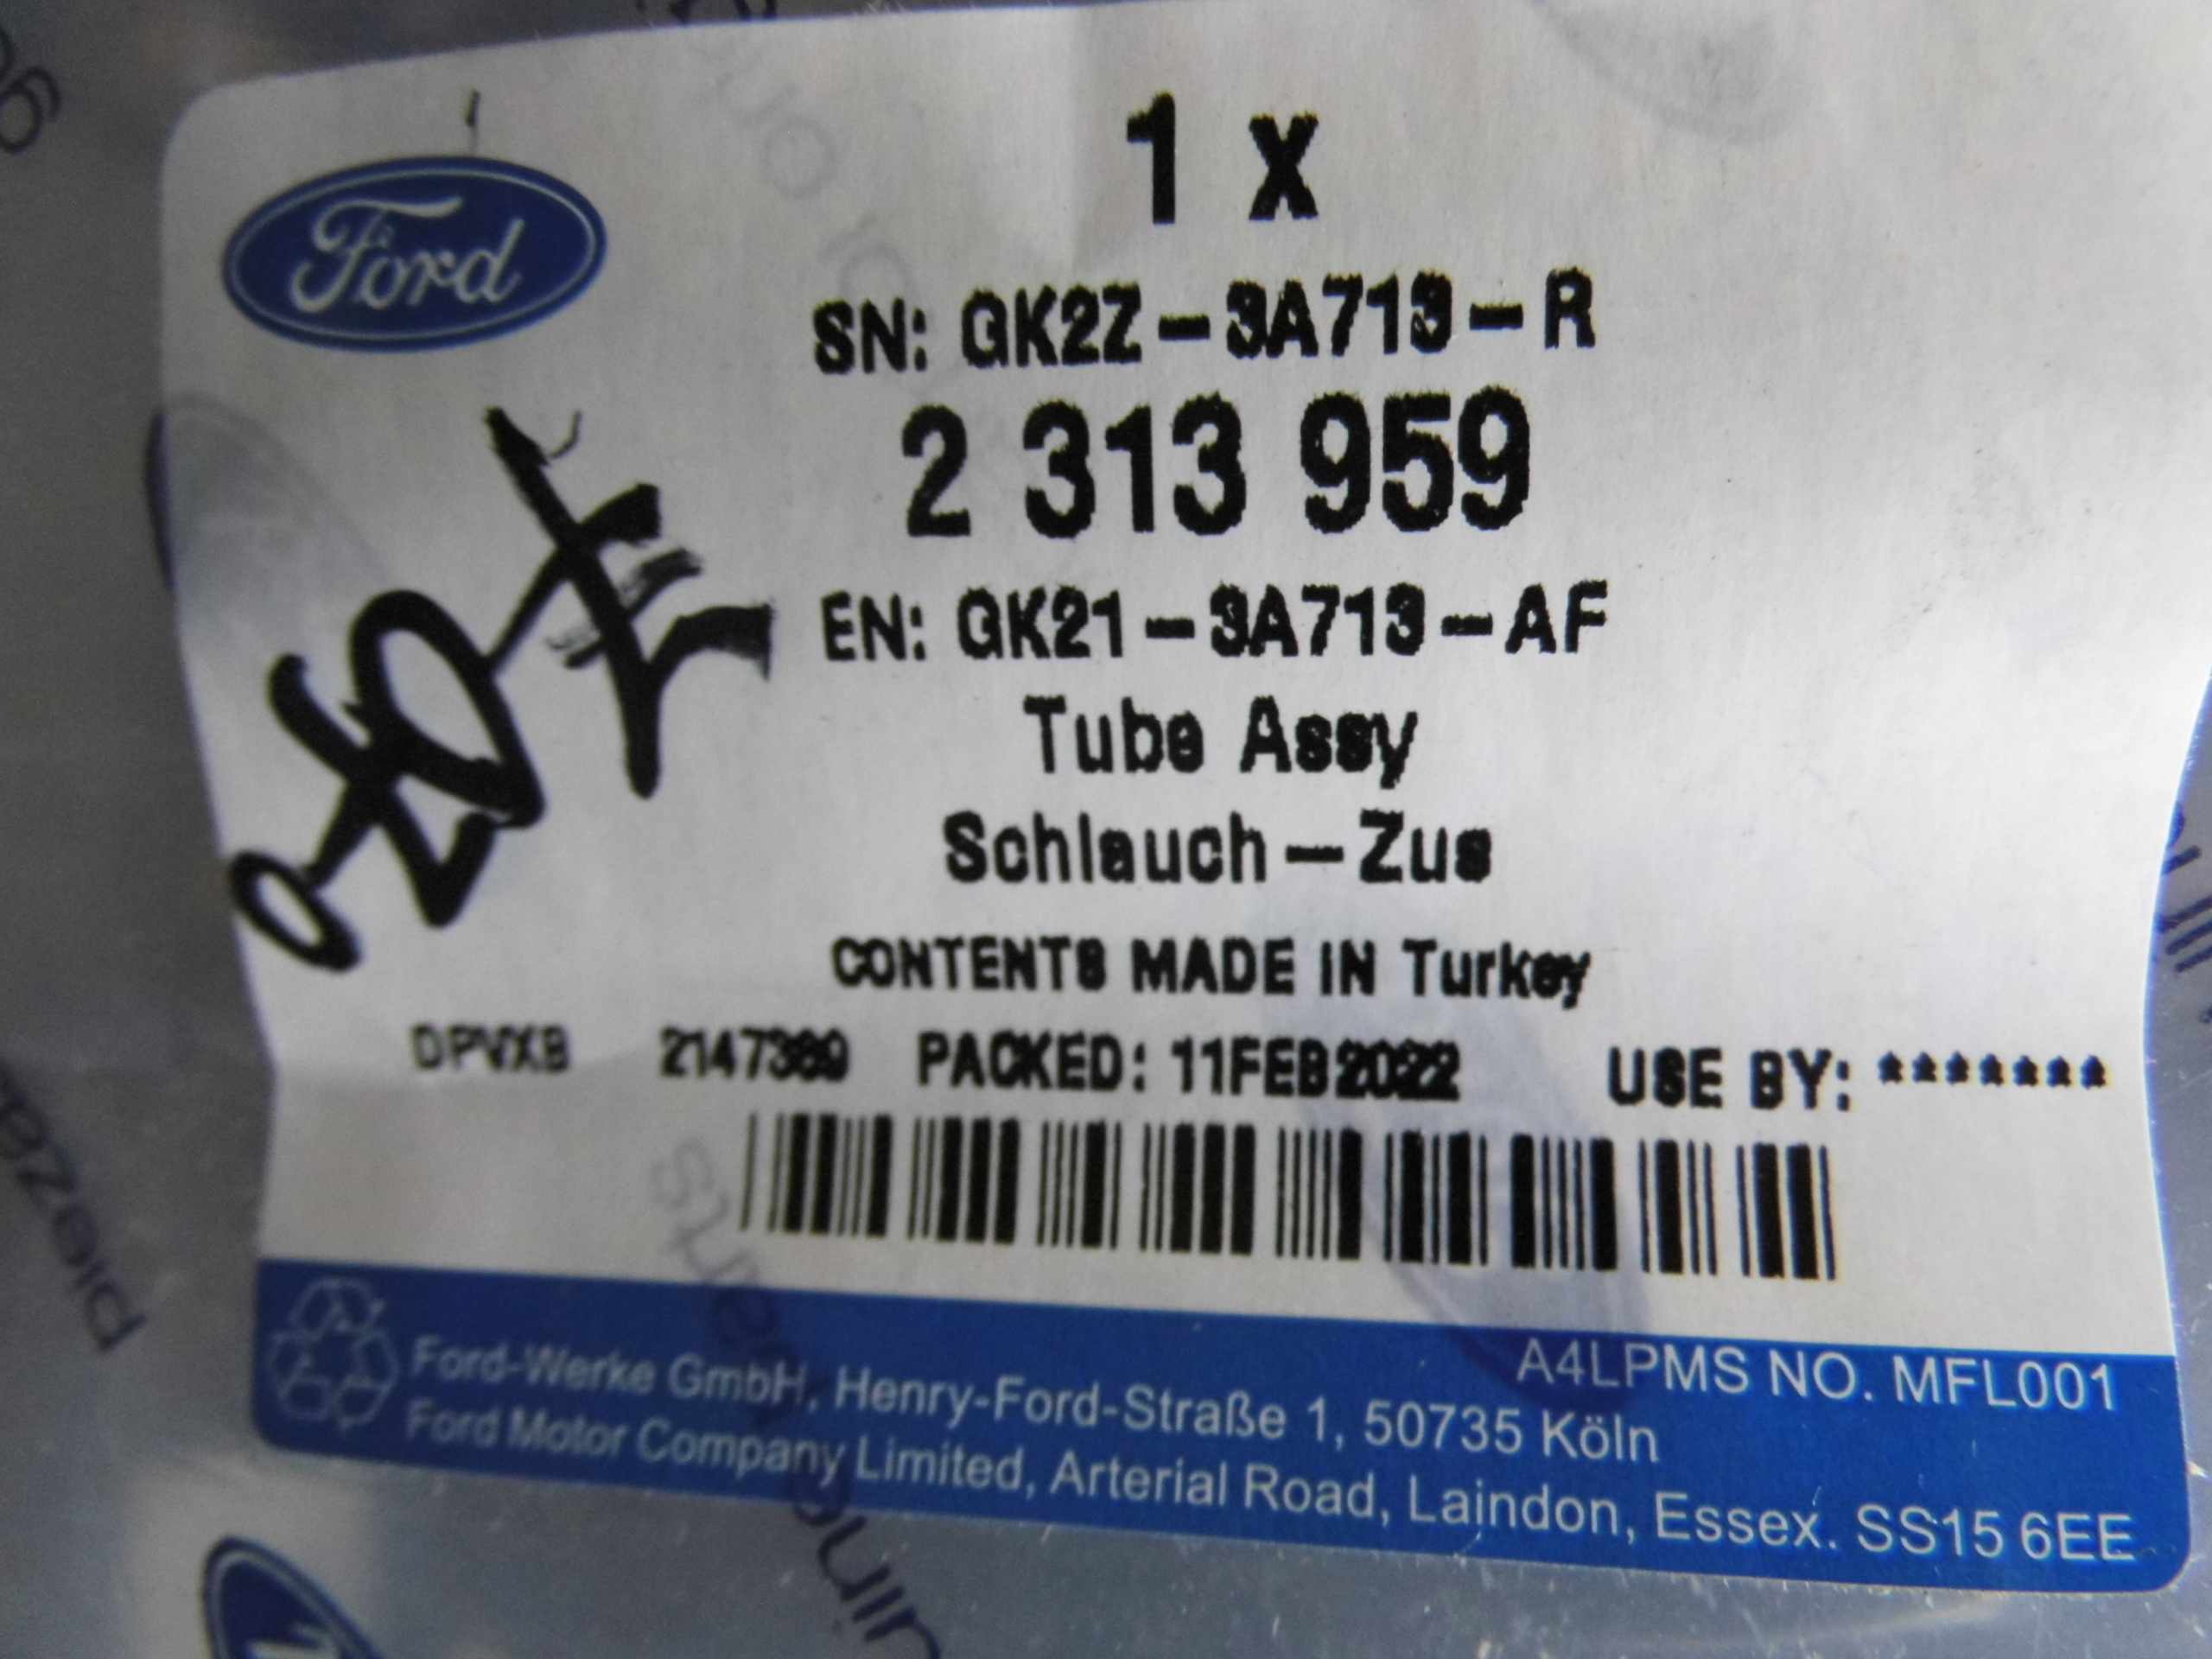 Ford
1 x
SN: GK2Z-3A713-R
2 313 959
EN: GK21-3A713-AF
Tube Assy
Schlauch-Zus
CONTENTS MADE IN Turkey
DPVXB 2147389 PACKED: 11FEB2022 USE BY: *******
A4LPMS NO. MFL001
Ford-Werke GmbH, Henry-Ford-Straße 1, 50735 Köln
Ford Motor Company Limited, Arterial Road, Laindon, Essex. SS15 6EE